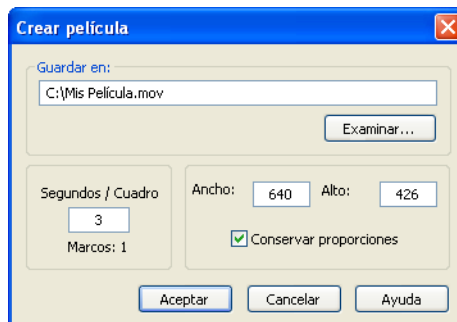 Crear película
Guardar en:
C:\Mis Película.mov
Examinar...
Segundos / Cuadro
3
Marcos: 1
Ancho: 640 Alto: 426
Conservar proporciones
Aceptar Cancelar Ayuda